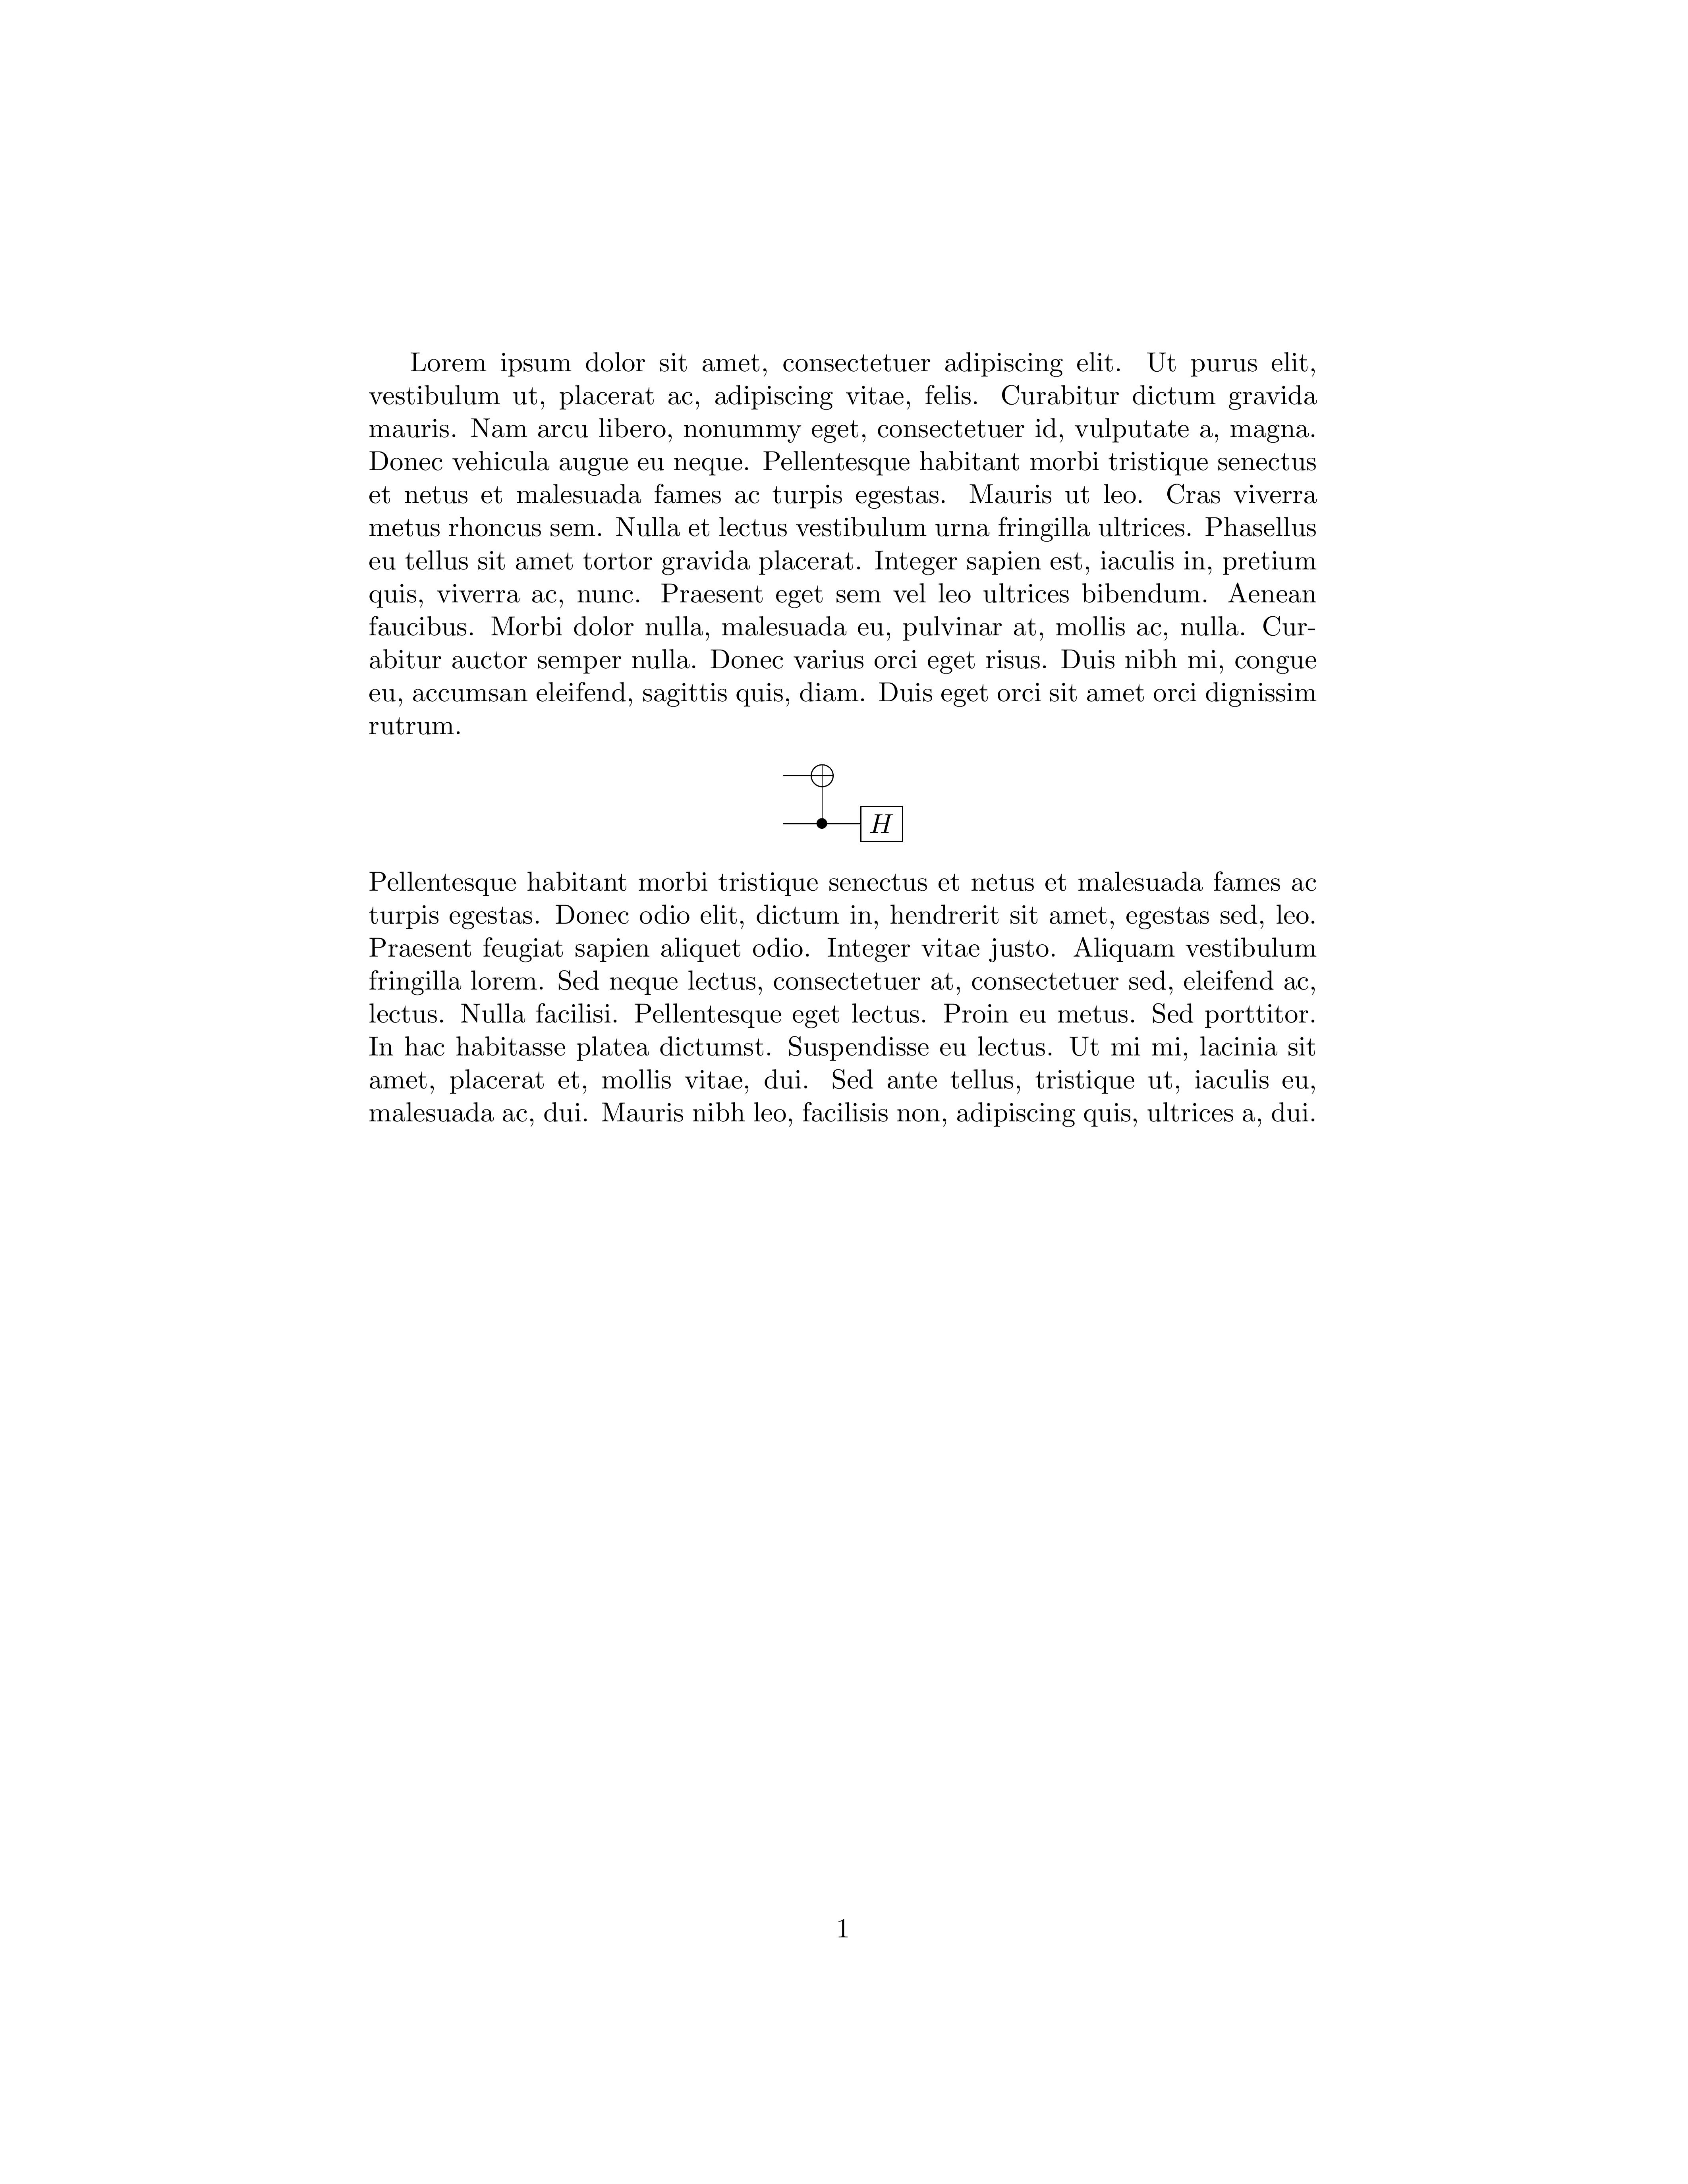 Lorem ipsum dolor sit amet, consectetuer adipiscing elit. Ut purus elit,
vestibulum ut, placerat ac, adipiscing vitae, felis. Curabitur dictum gravida
mauris. Nam arcu libero, nonummy eget, consectetuer id, vulputate a, magna.
Donec vehicula augue eu neque. Pellentesque habitant morbi tristique senectus
et netus et malesuada fames ac turpis egestas. Mauris ut leo. Cras viverra
metus rhoncus sem. Nulla et lectus vestibulum urna fringilla ultrices. Phasellus
eu tellus sit amet tortor gravida placerat. Integer sapien est, iaculis in, pretium
quis, viverra ac, nunc. Praesent eget sem vel leo ultrices bibendum. Aenean
faucibus. Morbi dolor nulla, malesuada eu, pulvinar at, mollis ac, nulla. Cur-
abitur auctor semper nulla. Donec varius orci eget risus. Duis nibh mi, congue
eu, accumsan eleifend, sagittis quis, diam. Duis eget orci sit amet orci dignissim
rutrum.
H
Pellentesque habitant morbi tristique senectus et netus et malesuada fames ac
turpis egestas. Donec odio elit, dictum in, hendrerit sit amet, egestas sed, leo.
Praesent feugiat sapien aliquet odio. Integer vitae justo. Aliquam vestibulum
fringilla lorem. Sed neque lectus, consectetuer at, consectetuer sed, eleifend ac,
lectus. Nulla facilisi. Pellentesque eget lectus. Proin eu metus. Sed porttitor.
In hac habitasse platea dictumst. Suspendisse eu lectus. Ut mi mi, lacinia sit
amet, placerat et, mollis vitae, dui. Sed ante tellus, tristique ut, iaculis eu,
malesuada ac, dui. Mauris nibh leo, facilisis non, adipiscing quis, ultrices a, dui.
1